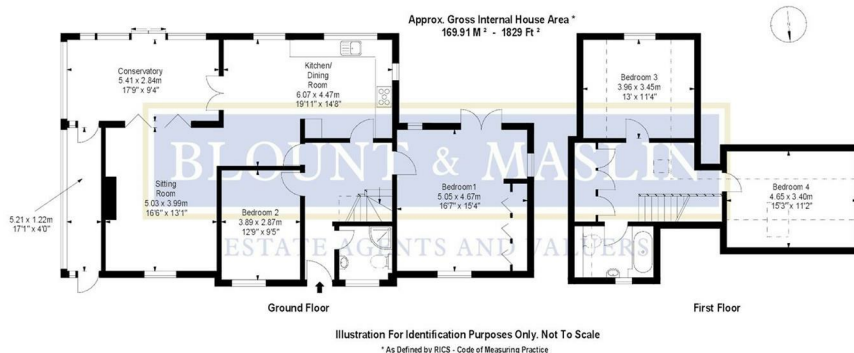 Approx. Gross Internal House Area *
169.91 M ² - 1829 Ft ²
Conservatory
5.41 x 2.84m
17'9" x 9'4"
Kitchen/
Dining
Room
6.07 x 4.47m
19'11" x 14'8"
Bedroom 3
3.96 x 3.45m
13' x 11'4"
BLOUNT & MASLIN
Sitting
Room
5.03 x 3.99m
16'6" x 13'1"
5.21 x 1.22m
17'1" x 4'0"
Bedroom 2
3.89 x 2.87m
12'9" x 9'5"
Bedroom1
5.05 x 4.67m
16'7" x 15'4"
Bedroom 4
4.65 x 3.40m
15'3" x 11'2"
ESTATE AGENTS AND VALUERS
Ground Floor
First Floor
Illustration For Identification Purposes Only. Not To Scale
* As Defined by RICS - Code of Measuring Practice